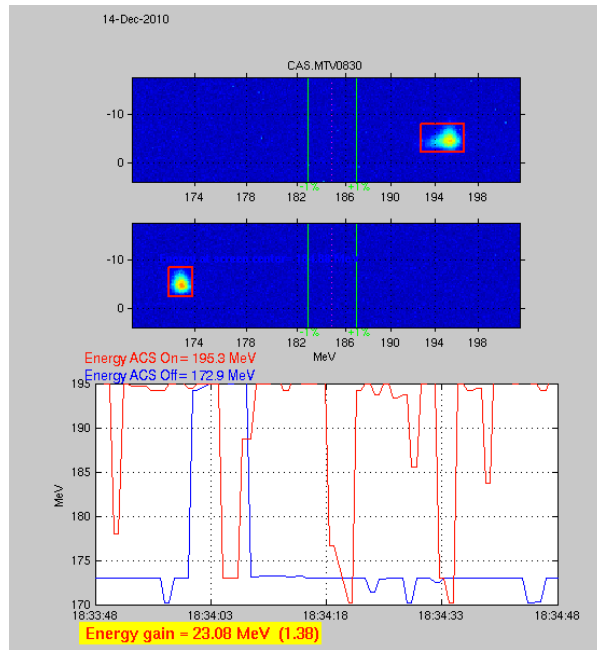 14-Dec-2010
CAS.MTV0830
-10
0
174 178 182 186 190 194 198
-1% +1%
-10
0
174 178 182 186 190 194 198
-1% +1%
MeV
Energy ACS On = 195.3 MeV
Energy ACS Off = 172.9 MeV
195
190
185
180
175
170
MeV
18:33:48 18:34:03 18:34:18 18:34:33 18:34:48
Energy gain = 23.08 MeV (1.38)